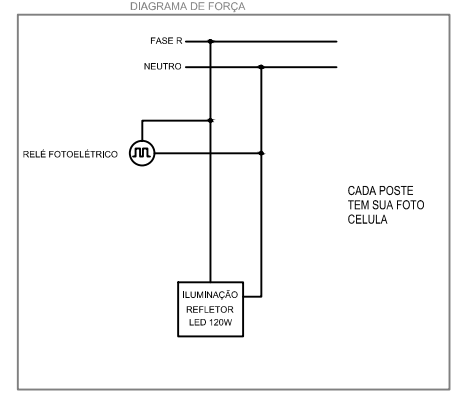 DIAGRAMA DE FORÇA
FASE R
NEUTRO
RELÉ FOTOELÉTRICO
CADA POSTE
TEM SUA FOTO
CELULA
ILUMINAÇÃO
REFLETOR
LED 120W